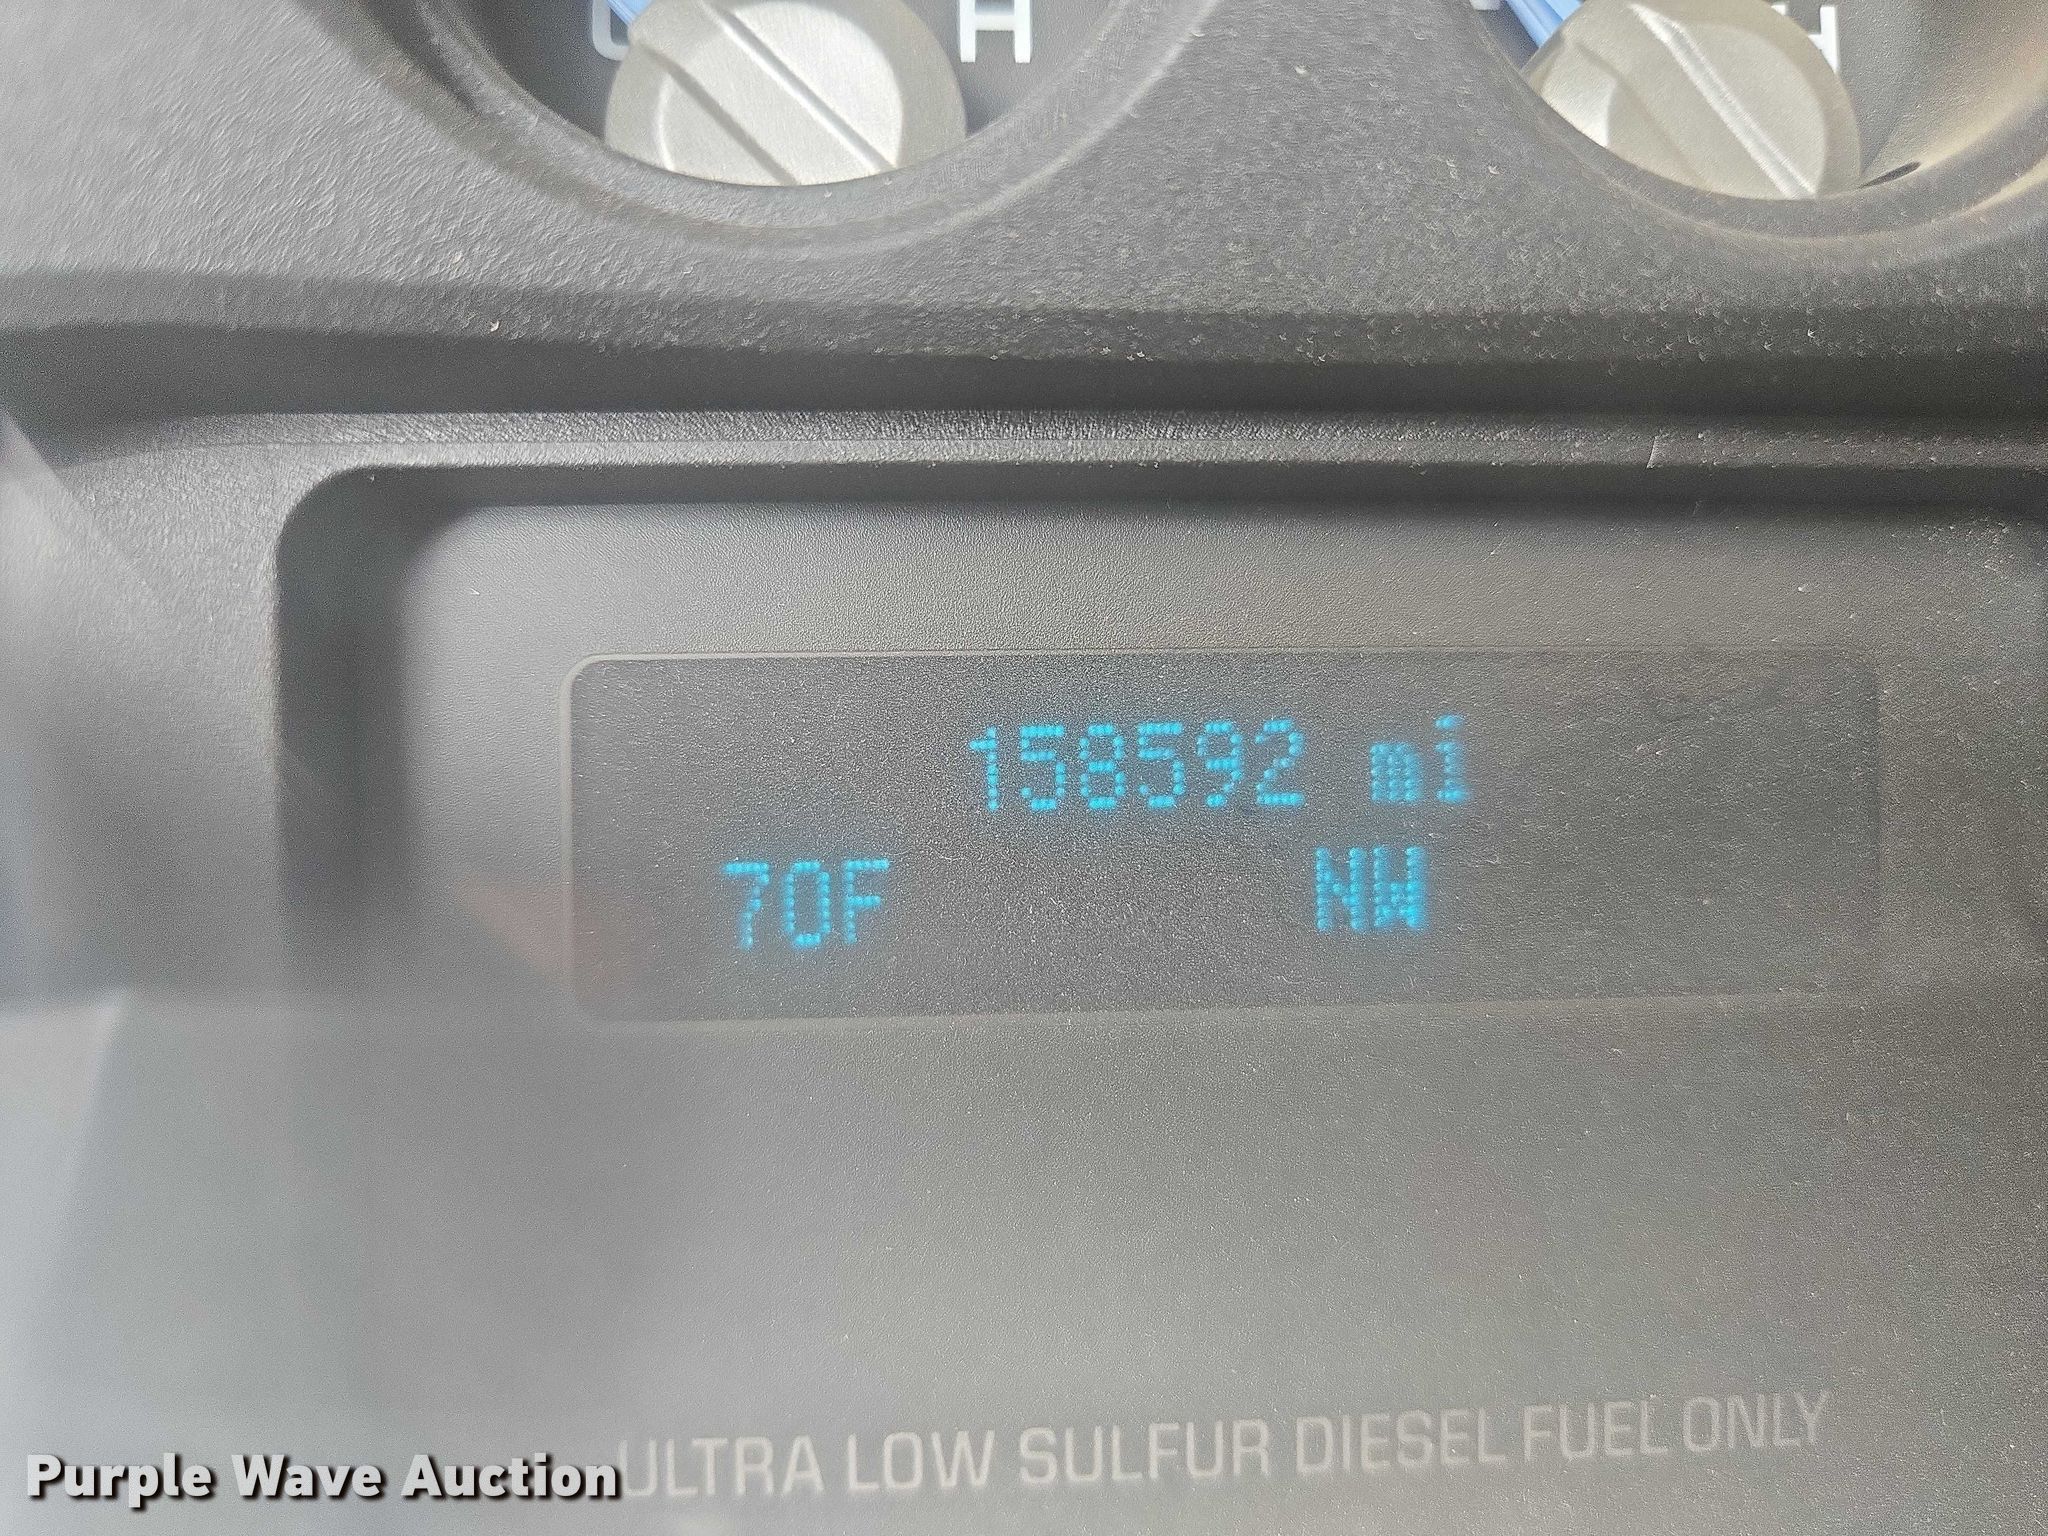 H
H
158592 mi
70F NW
ULTRA LOW SULFUR DIESEL FUEL ONLY
Purple Wave Auction